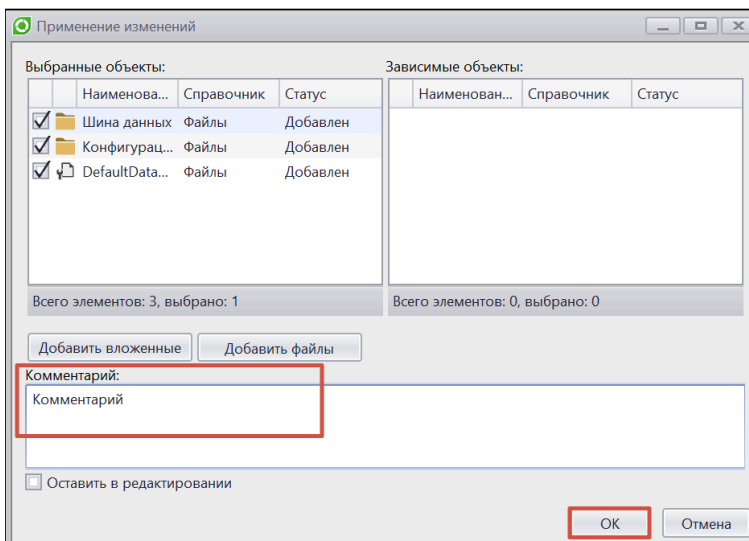 Применение изменений
Выбранные объекты:
Зависимые объекты:
Наименова... Справочник Статус
Наименован... Справочник Статус
Шина данных Файлы Добавлен
Конфигурац... Файлы Добавлен
DefaultData... Файлы Добавлен
Всего элементов: 3, выбрано: 1
Всего элементов: 0, выбрано: 0
Добавить вложенные
Добавить файлы
Комментарий:
Комментарий
Оставить в редактировании
ОК
Отмена